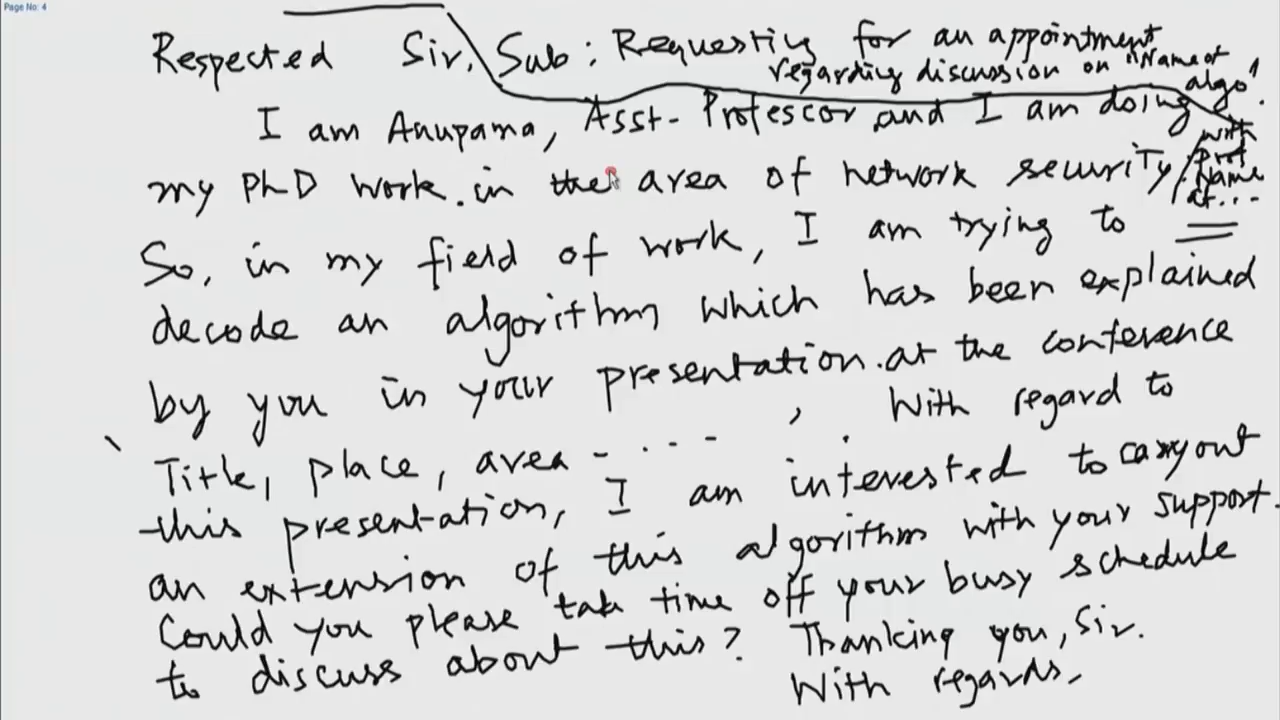 Page No: 4
Respected Sir, Sub: Requesting for an appointment
regarding discussion on "Name of
algo".
I am Anupama, Asst- Professor and I am doing
my PhD work. in the area of network security / with
Prof
Name
at...
So, in my field of work, I am trying to
decode an algorithm which has been explained
by you in your presentation. at the conference
Title, place, area - . . . - , With regard to
this presentation, I am interested to carryout
an extension of this algorithm with your support.
Could you please take time off your busy schedule
to discuss about this? Thanking you, Sir.
With regards,